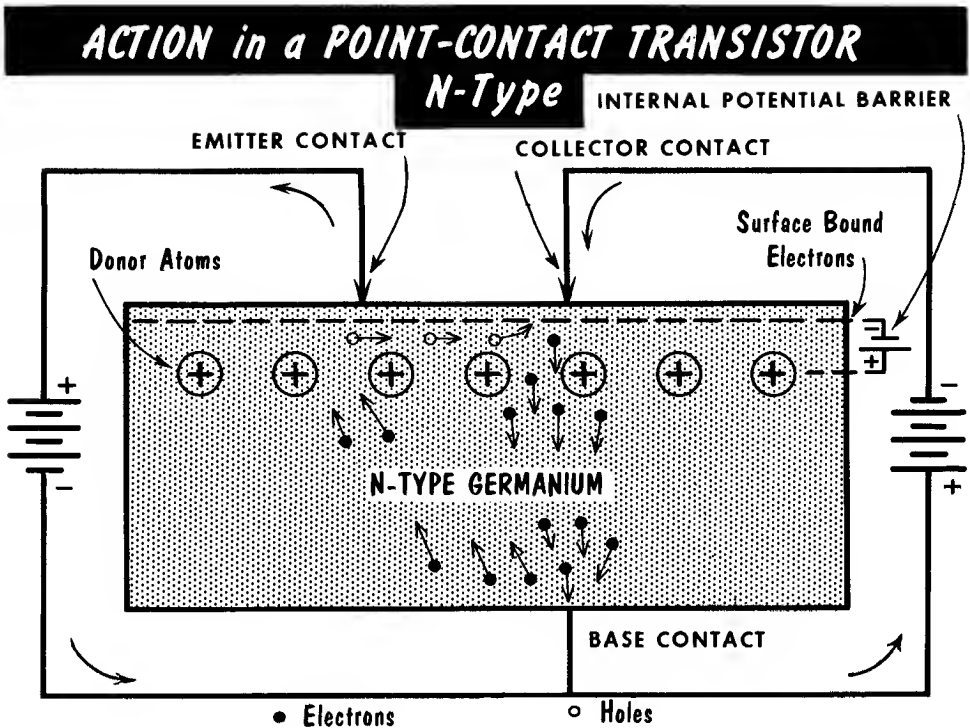 ACTION in a POINT-CONTACT TRANSISTOR
N-Type
INTERNAL POTENTIAL BARRIER
EMITTER CONTACT
COLLECTOR CONTACT
Surface Bound
Electrons
Donor Atoms
−
+
+ + + + + + +
+
−
−
+
N-TYPE GERMANIUM
BASE CONTACT
Electrons
Holes